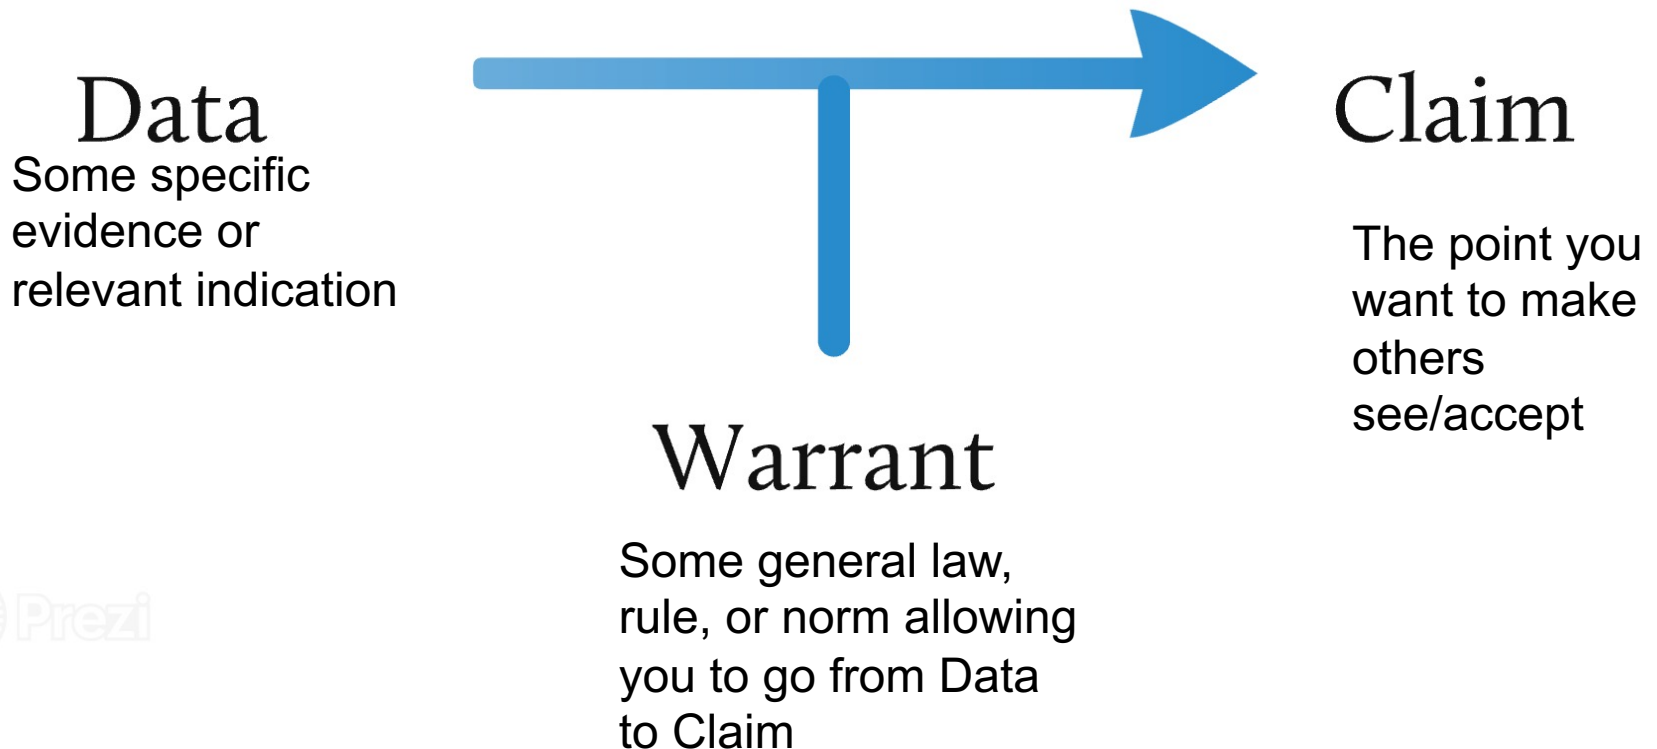 Data
Some specific
evidence or
relevant indication
Claim
The point you
want to make
others
see/accept
Warrant
Some general law,
rule, or norm allowing
you to go from Data
to Claim
Prezi